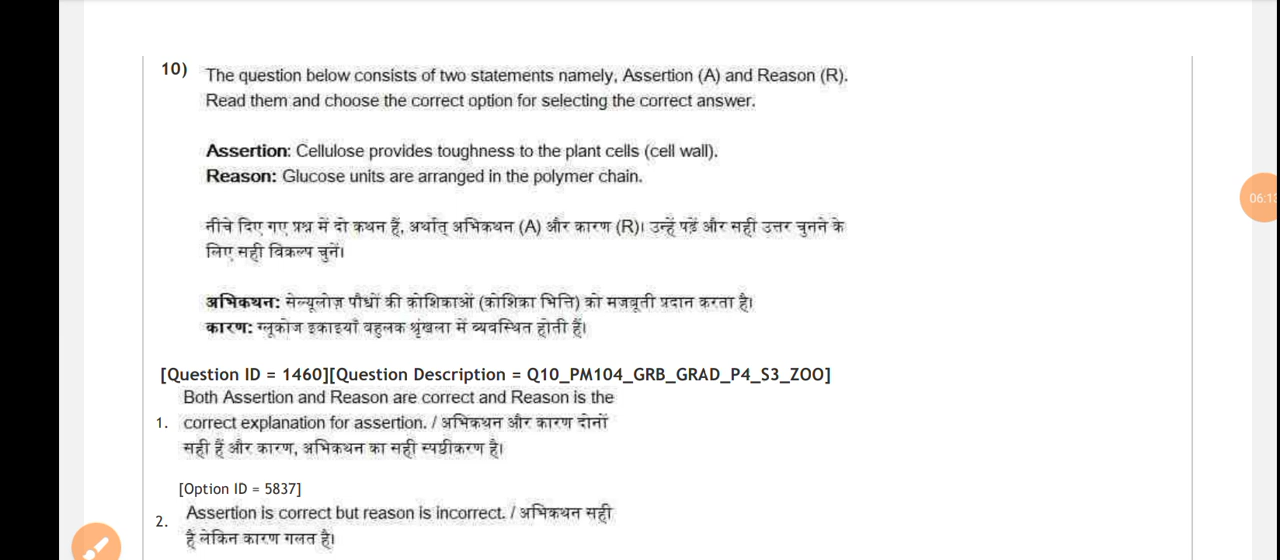 10) The question below consists of two statements namely, Assertion (A) and Reason (R).
Read them and choose the correct option for selecting the correct answer.
Assertion: Cellulose provides toughness to the plant cells (cell wall).
Reason: Glucose units are arranged in the polymer chain.
नीचे दिए गए प्रश्न में दो कथन हैं, अर्थात् अभिकथन (A) और कारण (R)। उन्हें पढ़ें और सही उत्तर चुनने के
लिए सही विकल्प चुनें।
अभिकथन: सेल्यूलोज़ पौधों की कोशिकाओं (कोशिका भित्ति) को मजबूती प्रदान करता है।
कारण: ग्लूकोज इकाइयाँ बहुलक श्रृंखला में व्यवस्थित होती हैं।
[Question ID = 1460][Question Description = Q10_PM104_GRB_GRAD_P4_S3_ZOO]
Both Assertion and Reason are correct and Reason is the
1. correct explanation for assertion. / अभिकथन और कारण दोनों
सही हैं और कारण, अभिकथन का सही स्पष्टीकरण है।
[Option ID = 5837]
Assertion is correct but reason is incorrect. / अभिकथन सही
2.
है लेकिन कारण गलत है।